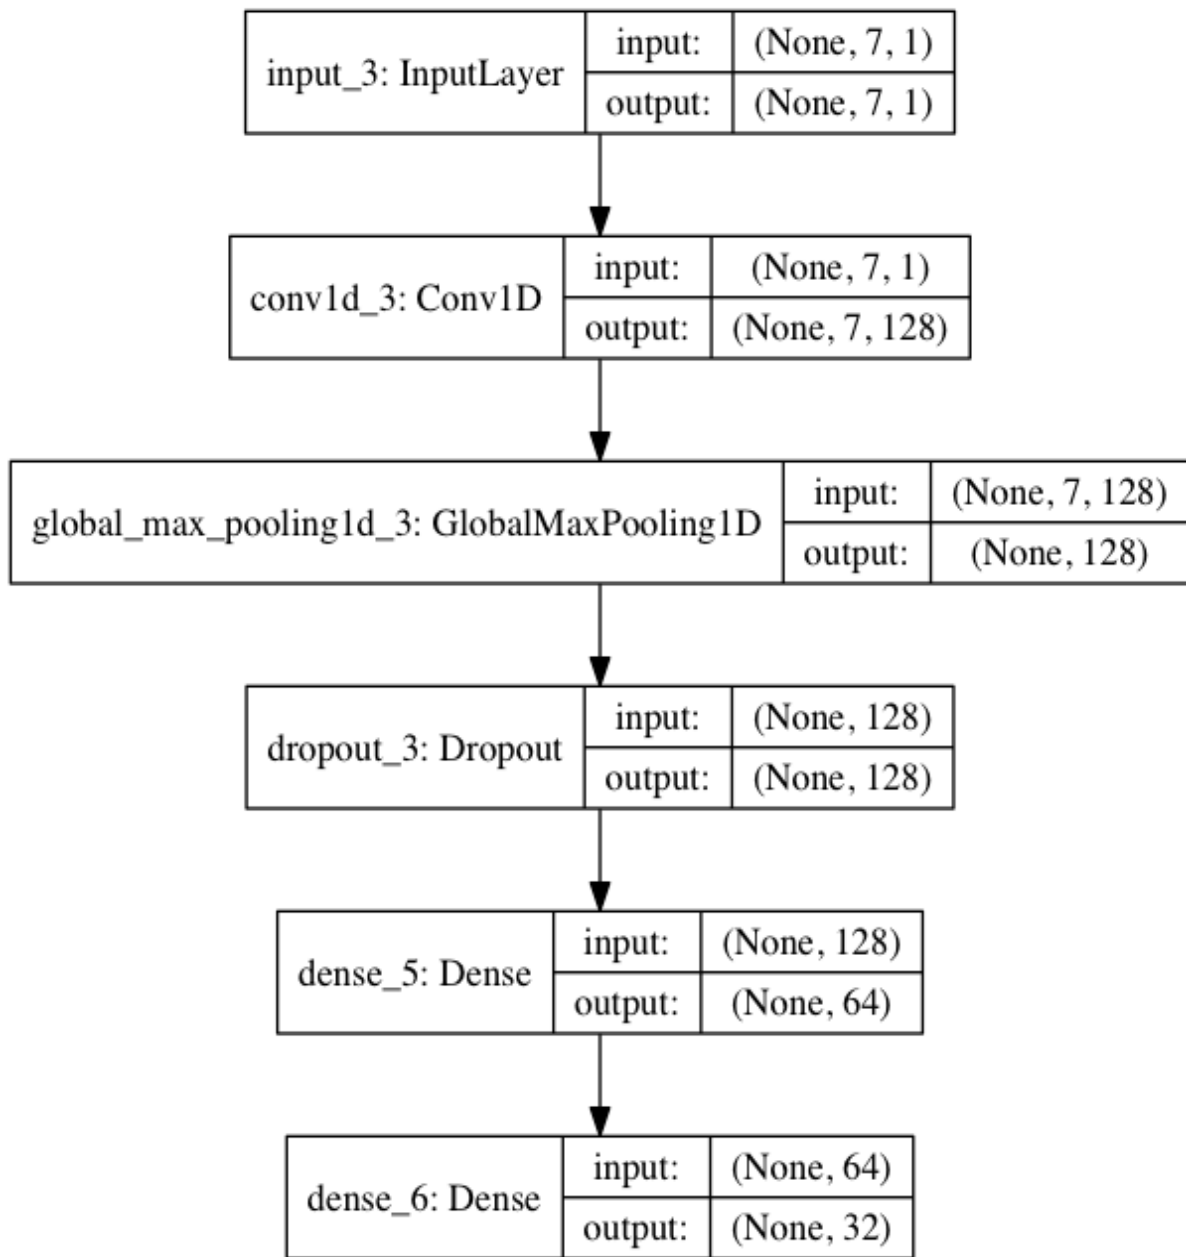 input_3: InputLayer
input: (None, 7, 1)
output: (None, 7, 1)
conv1d_3: Conv1D
input: (None, 7, 1)
output: (None, 7, 128)
global_max_pooling1d_3: GlobalMaxPooling1D
input: (None, 7, 128)
output: (None, 128)
dropout_3: Dropout
input: (None, 128)
output: (None, 128)
dense_5: Dense
input: (None, 128)
output: (None, 64)
dense_6: Dense
input: (None, 64)
output: (None, 32)